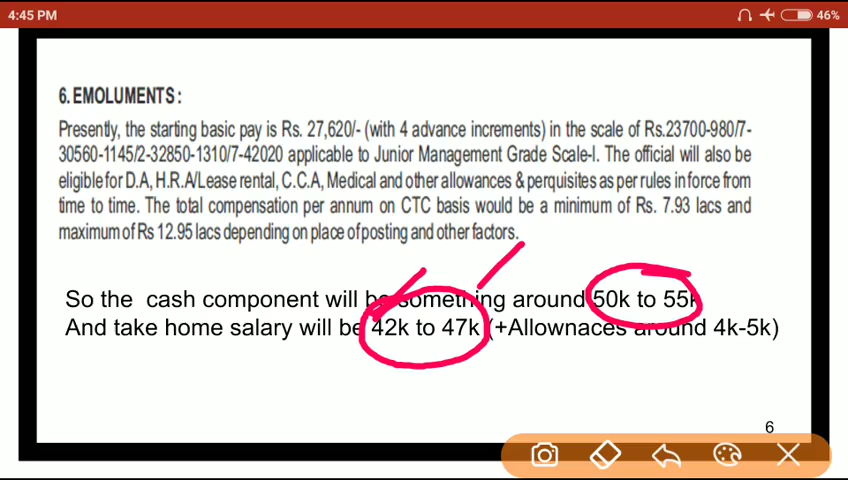 4:45 PM
46%
6. EMOLUMENTS :
Presently, the starting basic pay is Rs. 27,620/- (with 4 advance increments) in the scale of Rs.23700-980/7-
30560-1145/2-32850-1310/7-42020 applicable to Junior Management Grade Scale-I. The official will also be
eligible for D.A, H.R.A/Lease rental, C.C.A, Medical and other allowances & perquisites as per rules in force from
time to time. The total compensation per annum on CTC basis would be a minimum of Rs. 7.93 lacs and
maximum of Rs 12.95 lacs depending on place of posting and other factors.
So the cash component will be something around 50k to 55k
And take home salary will be 42k to 47k (+Allownaces around 4k-5k)
6